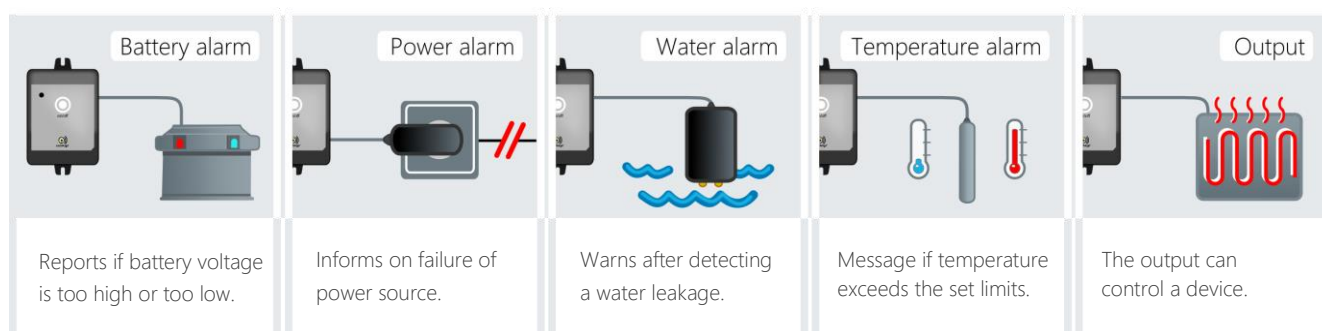 Battery alarm
Power alarm
Water alarm
Temperature alarm
Output
Reports if battery voltage
is too high or too low.
Informs on failure of
power source.
Warns after detecting
a water leakage.
Message if temperature
exceeds the set limits.
The output can
control a device.